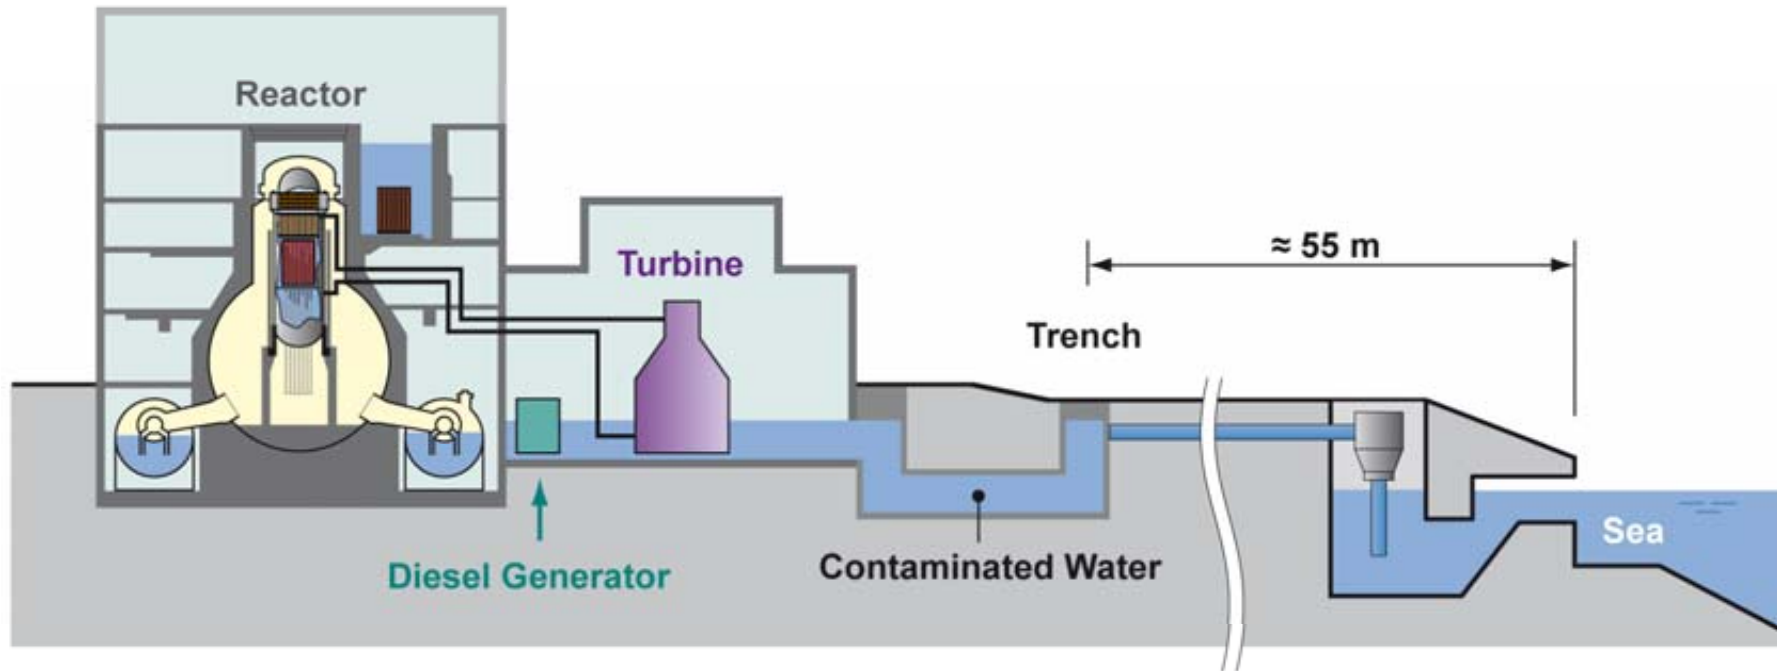 Reactor
Turbine
≈ 55 m
Trench
Sea
Contaminated Water
Diesel Generator